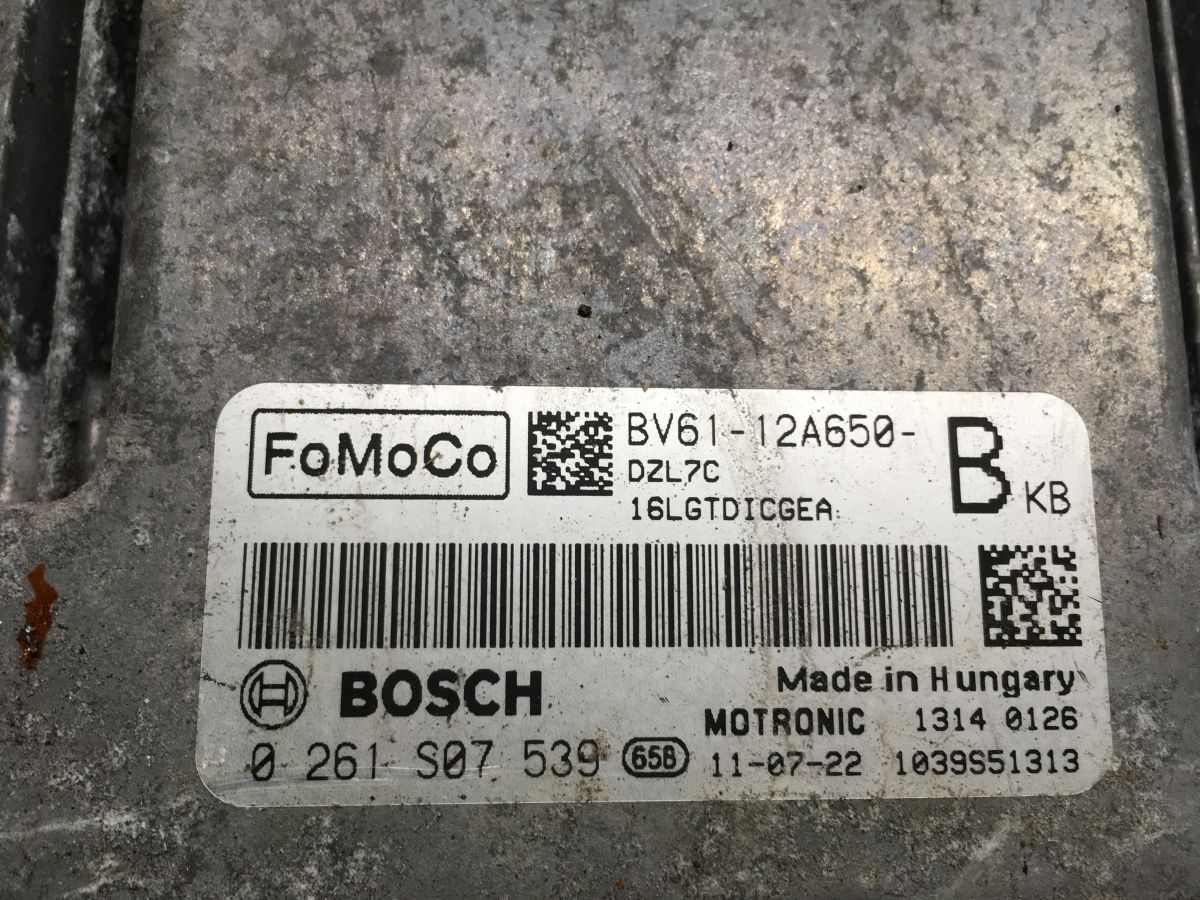 FoMoCo
BV61-12A650-
B KB
DZL7C
16LGTDICGEA
BOSCH
Made in Hungary
MOTRONIC 1314 0126
0 261 S07 539 65B 11-07-22 1039S51313